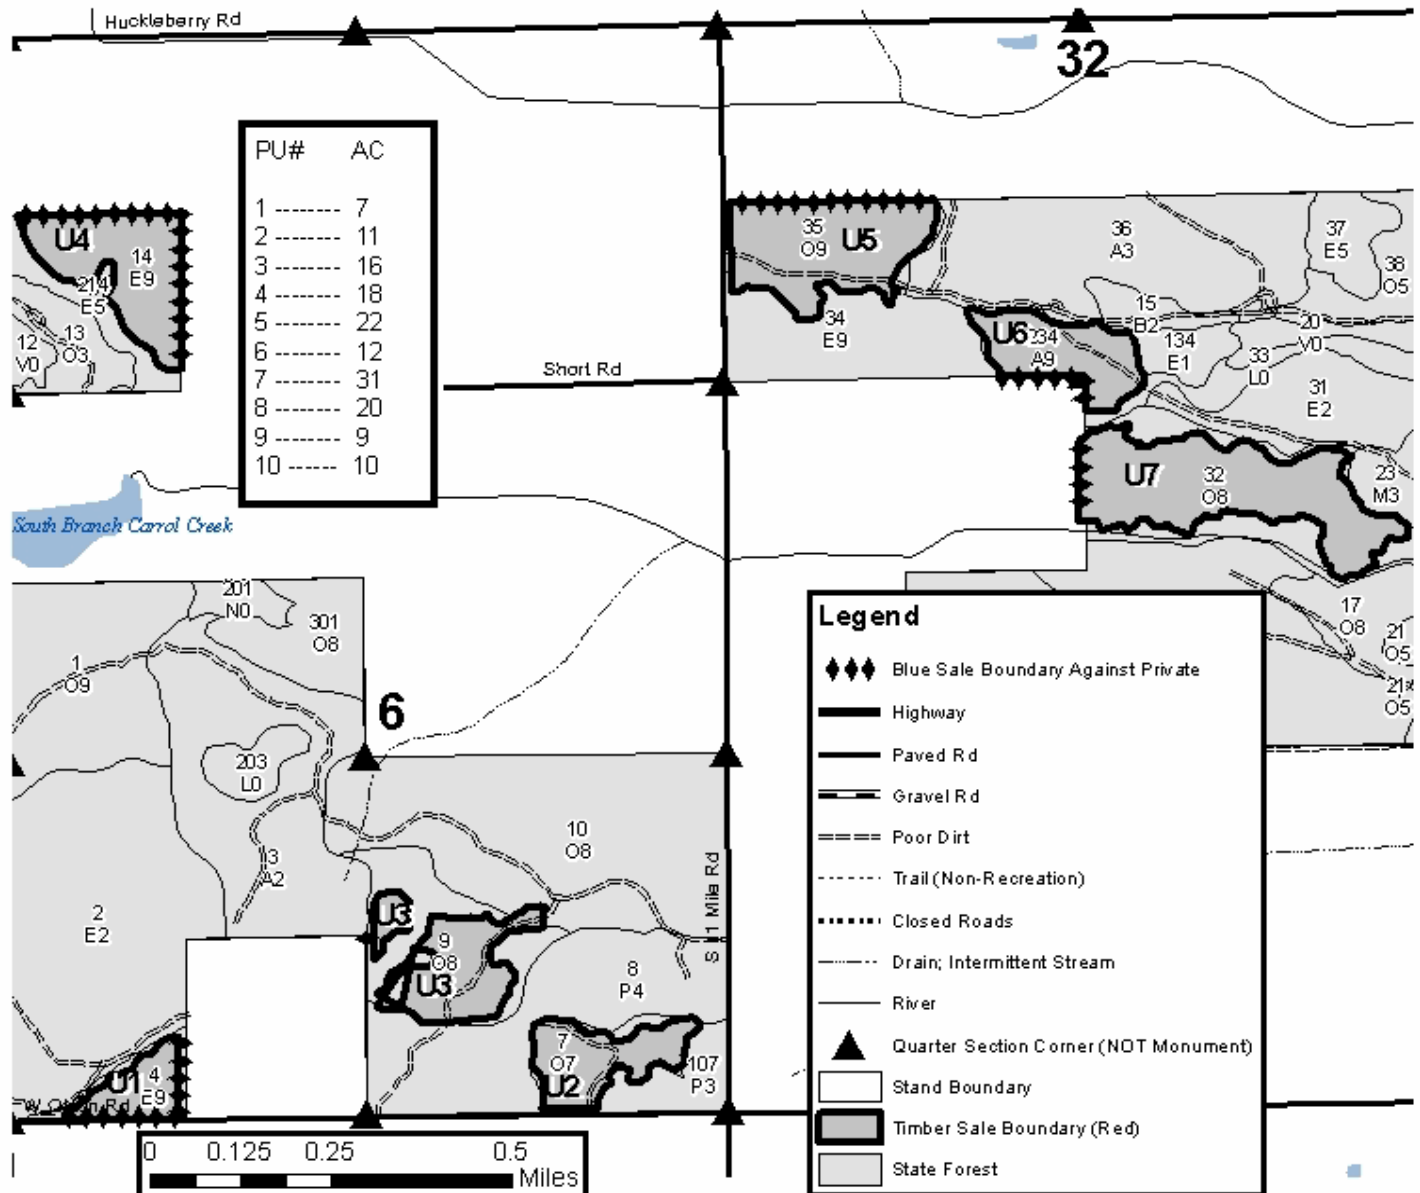 Huckleberry Rd
32
PU# AC
1 -------- 7
2 -------- 11
3 -------- 16
4 -------- 18
5 -------- 22
6 -------- 12
7 -------- 31
8 -------- 20
9 -------- 9
10 ------ 10
U4
14
E9
214
E5
13
O3
12
V0
35
O9
U5
36
A3
37
E5
38
O5
34
E9
15
B2
U6
234
A9
134
E1
20
V0
33
L0
31
E2
Short Rd
U7
32
O8
23
M3
South Branch Carrol Creek
201
N0
301
O8
1
O9
6
203
L0
17
O8
21
O5
21
O5
10
O8
3
A2
2
E2
U3
9
O8
U3
8
P4
S 11 Mile Rd
7
O7
U2
107
P3
U1
4
E9
Legend
Blue Sale Boundary Against Private
Highway
Paved Rd
Gravel Rd
Poor Dirt
Trail (Non-Recreation)
Closed Roads
Drain; Intermittent Stream
River
Quarter Section Corner (NOT Monument)
Stand Boundary
Timber Sale Boundary (Red)
State Forest
0 0.125 0.25 0.5
Miles